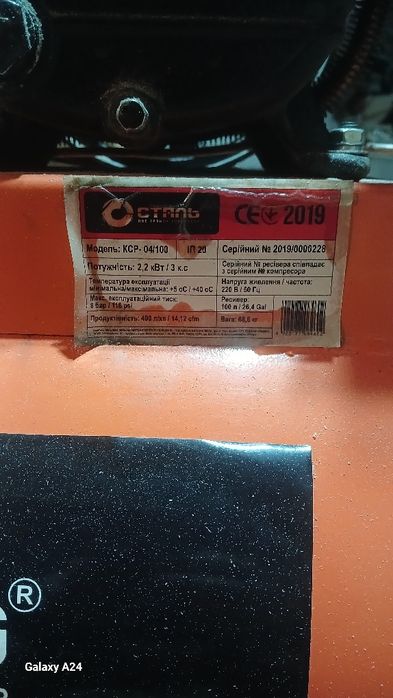 СТАЛЬ
CE 2019
Модель: КСР- 04/100 IП 20 Серійний № 2019/0000228
Потужність: 2,2 кВт / 3 к.с
Серійний № ресівера співпадає
з серійним № компресора
Температура експлуатації
мінімальна/максимальна: +5 оС / +40 оС
Напруга живлення / частота:
220 В / 50 Гц
Макс. експлуатаційний тиск:
8 бар / 116 psi
Ресивер:
100 л / 26,4 Gal
Продуктивність: 400 л/хв / 14,12 cfm
Вага: 68,6 кг
®
Galaxy A24